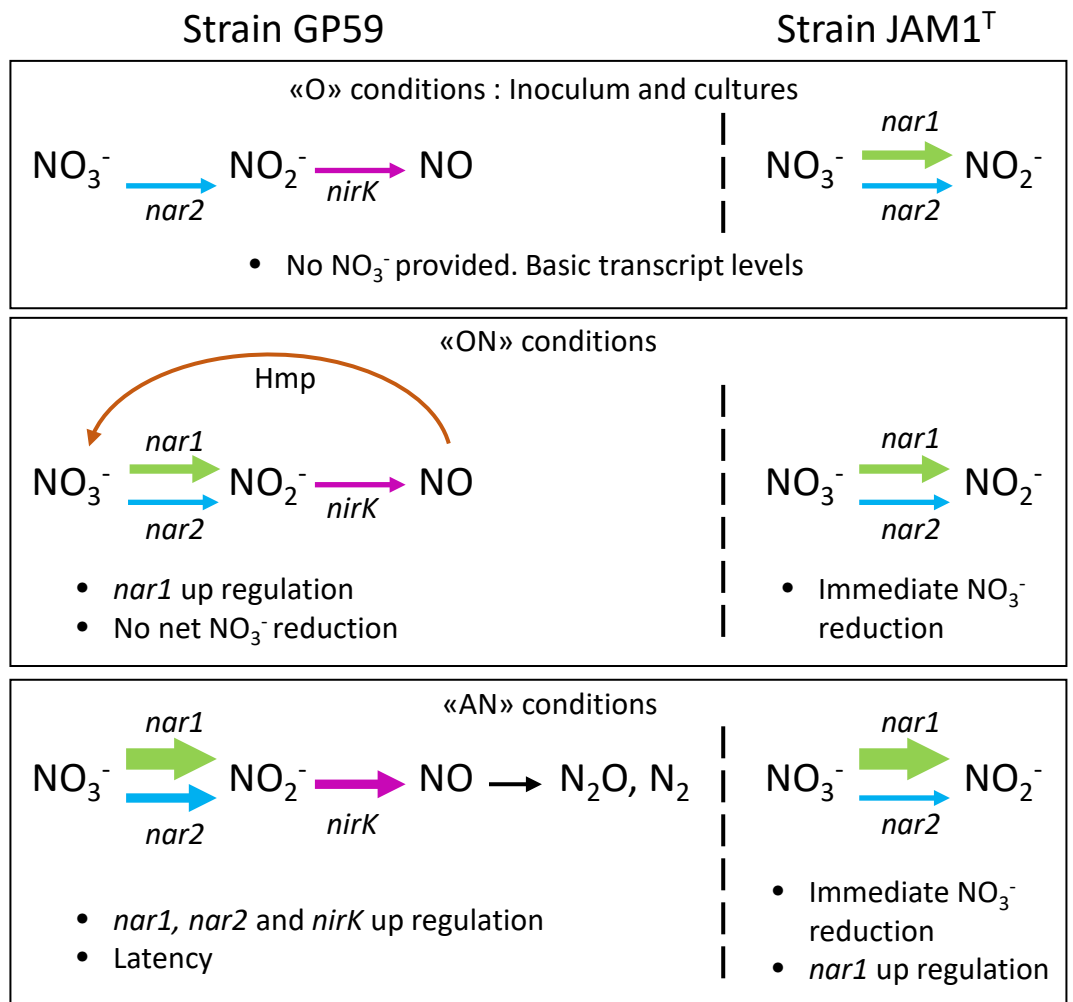 Strain GP59
Strain JAM1ᵀ
«O» conditions : Inoculum and cultures
NO₃⁻ nar2 NO₂⁻ nirK NO
nar1
NO₃⁻ NO₂⁻
nar2
• No NO₃⁻ provided. Basic transcript levels
«ON» conditions
Hmp
nar1
NO₃⁻ NO₂⁻ NO
nar2 nirK
• nar1 up regulation
• No net NO₃⁻ reduction
nar1
NO₃⁻ NO₂⁻
nar2
• Immediate NO₃⁻
reduction
«AN» conditions
nar1
NO₃⁻ NO₂⁻ NO N₂O, N₂
nar2 nirK
• nar1, nar2 and nirK up regulation
• Latency
nar1
NO₃⁻ NO₂⁻
nar2
• Immediate NO₃⁻
reduction
• nar1 up regulation